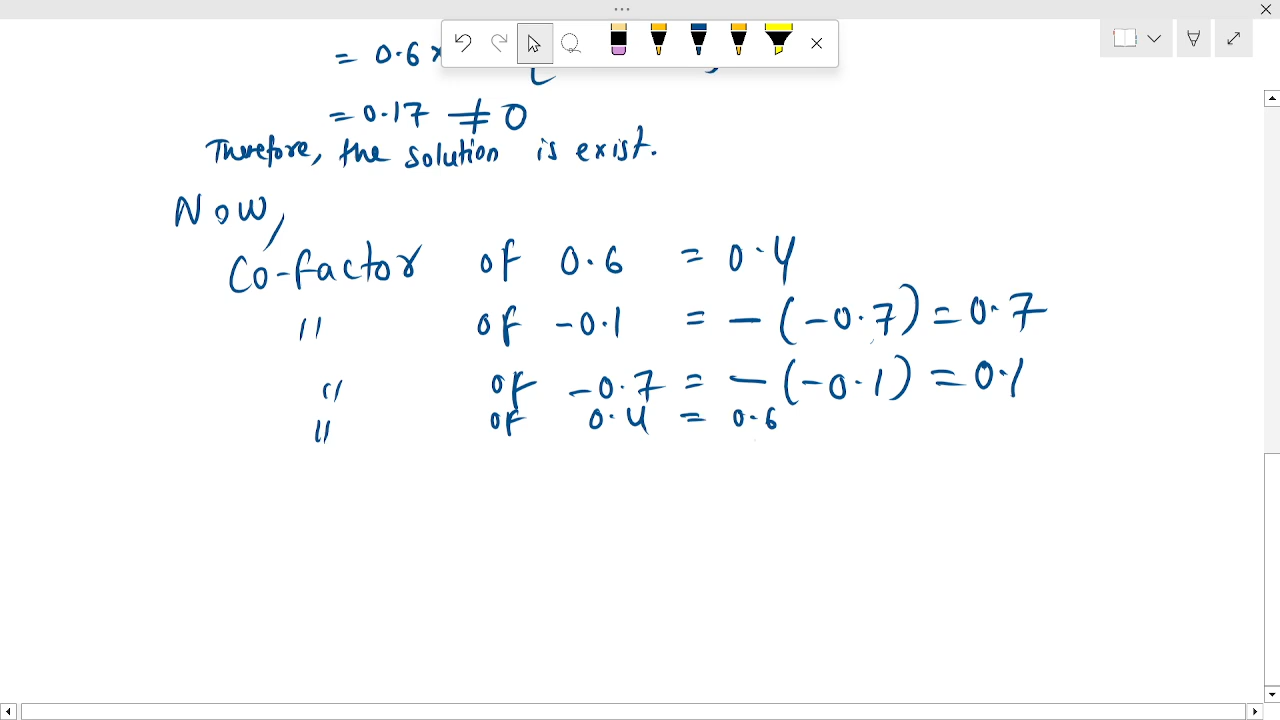 = 0.6 ×
= 0.17 ≠ 0
Therefore, the solution is exist.
Now,
Co-factor of 0.6 = 0.4
" of -0.1 = - (-0.7) = 0.7
" of -0.7 = - (-0.1) = 0.1
" of 0.4 = 0.6